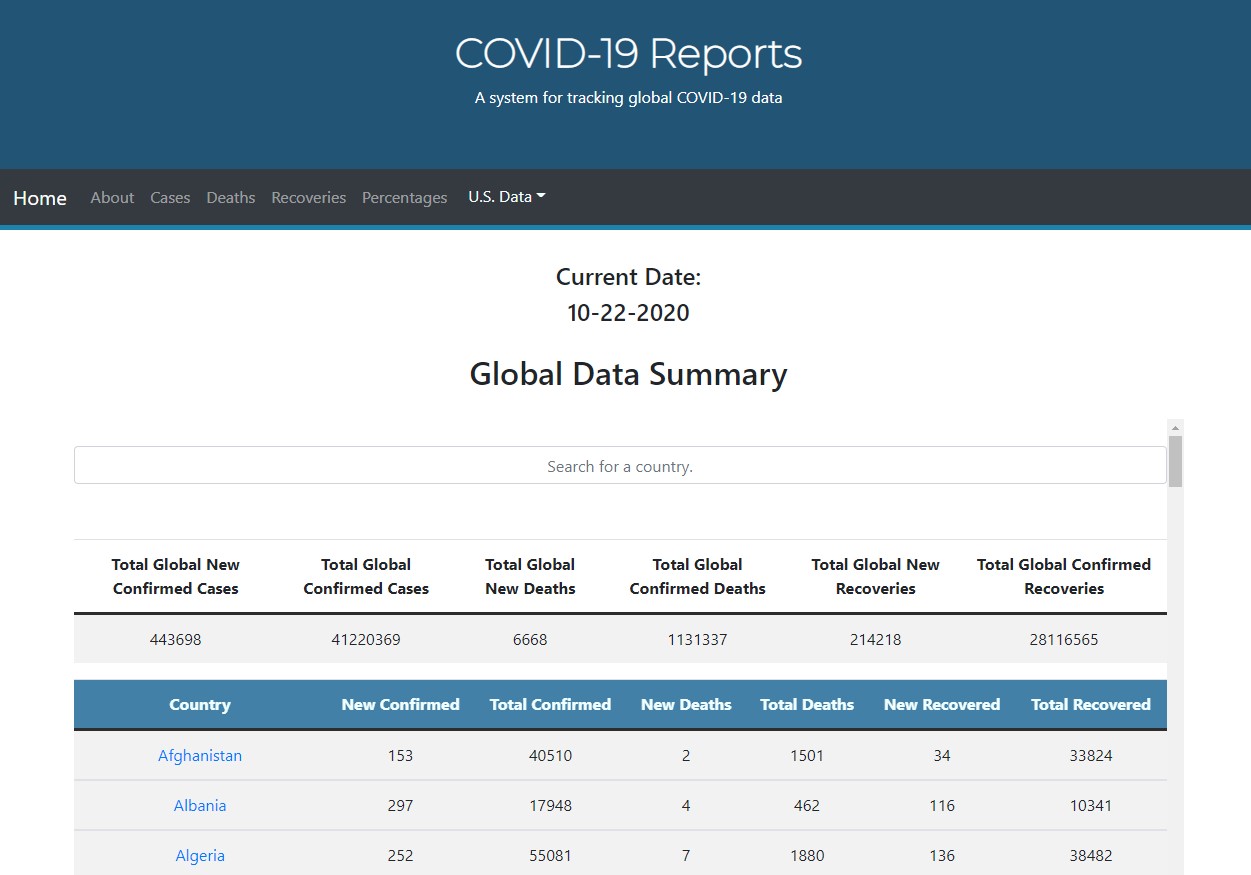 COVID-19 Reports
A system for tracking global COVID-19 data
Home About Cases Deaths Recoveries Percentages U.S. Data
Current Date:
10-22-2020
Global Data Summary
Search for a country.
Total Global New Confirmed Cases Total Global Confirmed Cases Total Global New Deaths Total Global Confirmed Deaths Total Global New Recoveries Total Global Confirmed Recoveries
443698 41220369 6668 1131337 214218 28116565
Country New Confirmed Total Confirmed New Deaths Total Deaths New Recovered Total Recovered
Afghanistan 153 40510 2 1501 34 33824
Albania 297 17948 4 462 116 10341
Algeria 252 55081 7 1880 136 38482